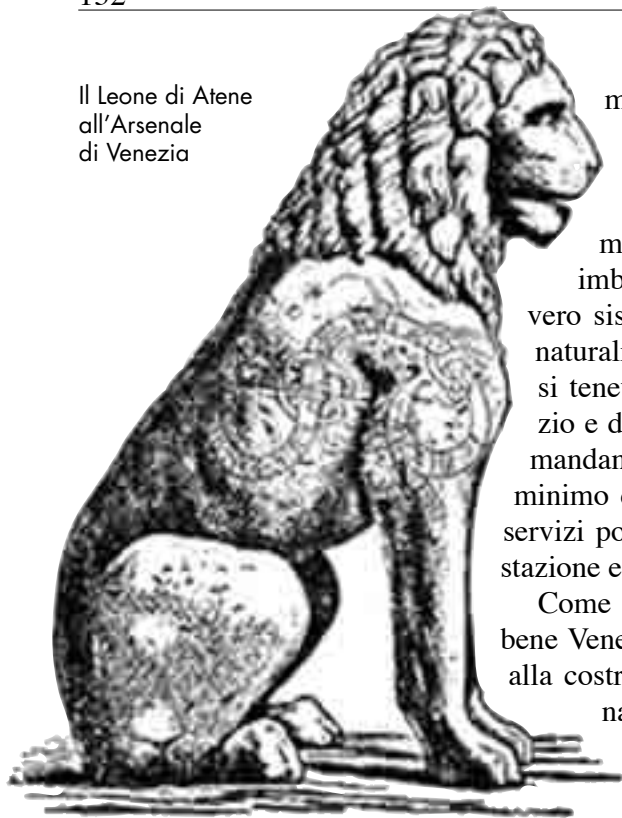 Il Leone di Atene
all'Arsenale
di Venezia
m
m
imb
vero sis
naturali
si tene
zio e d
mandan
minimo
servizi po
stazione e
Come
bene Vene
alla costr
na